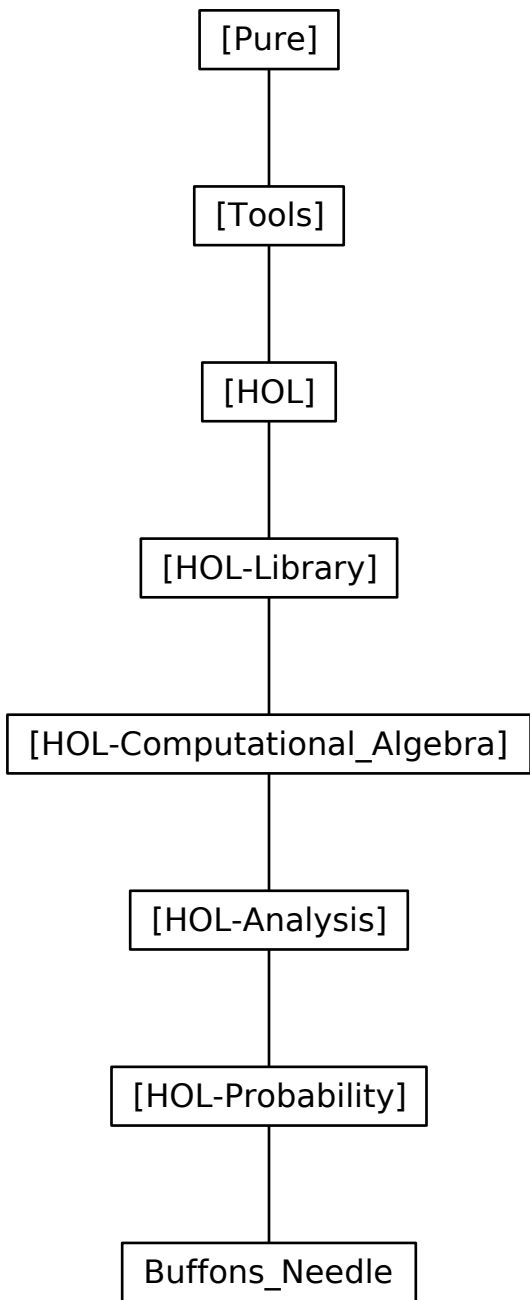 [Pure]
[Tools]
[HOL]
[HOL-Library]
[HOL-Computational_Algebra]
[HOL-Analysis]
[HOL-Probability]
Buffons_Needle